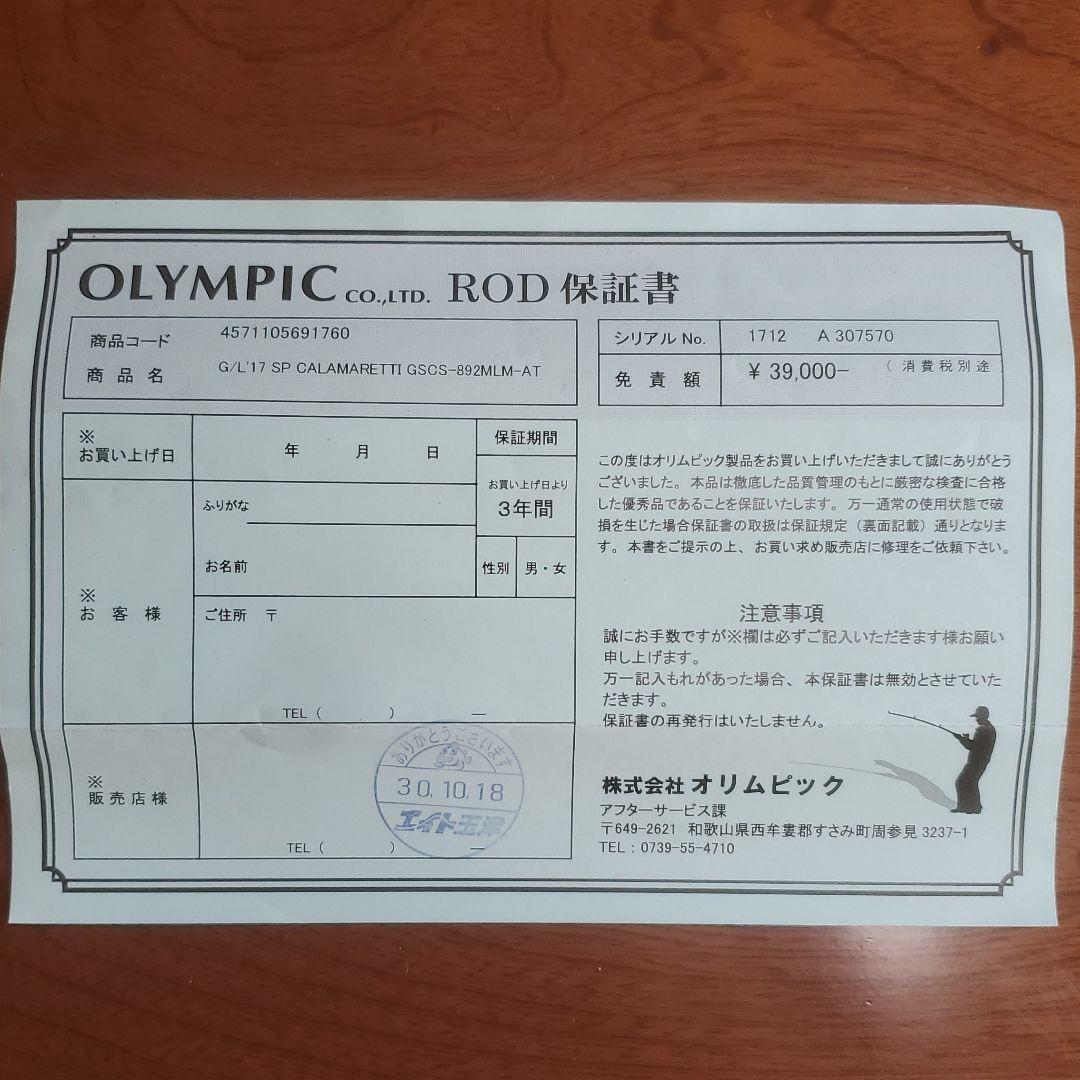 OLYMPIC CO.,LTD. ROD 保証書
商品コード 4571105691760
商品名 G/L'17 SP CALAMARETTI GSCS-892MLM-AT
シリアル No. 1712 A 307570
免責額 ¥ 39,000- （消費税別途
※
お買い上げ日 年 月 日
保証期間
お買い上げ日より
3年間
ふりがな
お名前
性別 男・女
※
お客様
ご住所 〒
TEL ( ) —
※
販売店様
TEL ( ) —
ありがとうございます
30.10.18
エイト玉津
この度はオリムピック製品をお買い上げいただきまして誠にありがとう
ございました。本品は徹底した品質管理のもとに厳密な検査に合格
した優秀品であることを保証いたします。万一通常の使用状態で破
損を生じた場合保証書の取扱は保証規定（裏面記載）通りとなりま
す。本書をご提示の上、お買い求め販売店に修理をご依頼下さい。
注意事項
誠にお手数ですが※欄は必ずご記入いただきます様お願い
申し上げます。
万一記入もれがあった場合、本保証書は無効とさせていた
だきます。
保証書の再発行はいたしません。
株式会社 オリムピック
アフターサービス課
〒649-2621 和歌山県西牟婁郡すさみ町周参見 3237-1
TEL : 0739-55-4710